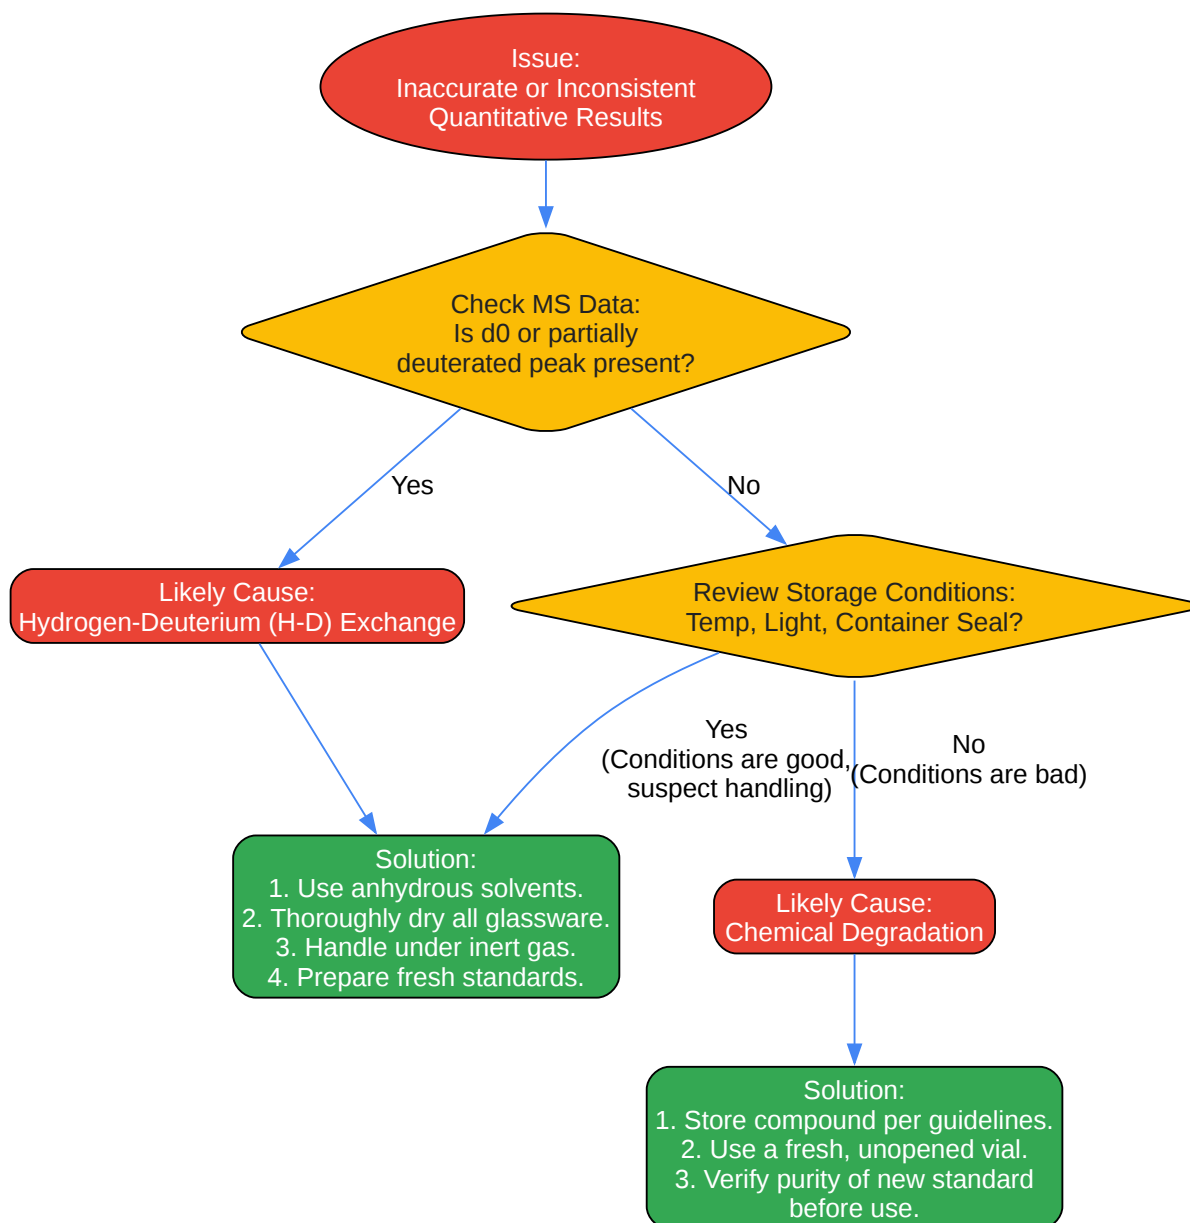 Issue:
Inaccurate or Inconsistent
Quantitative Results
Check MS Data:
Is d0 or partially
deuterated peak present?
Yes
No
Likely Cause:
Hydrogen-Deuterium (H-D) Exchange
Review Storage Conditions:
Temp, Light, Container Seal?
Yes
(Conditions are good,
suspect handling)
No
(Conditions are bad)
Solution:
1. Use anhydrous solvents.
2. Thoroughly dry all glassware.
3. Handle under inert gas.
4. Prepare fresh standards.
Likely Cause:
Chemical Degradation
Solution:
1. Store compound per guidelines.
2. Use a fresh, unopened vial.
3. Verify purity of new standard
before use.